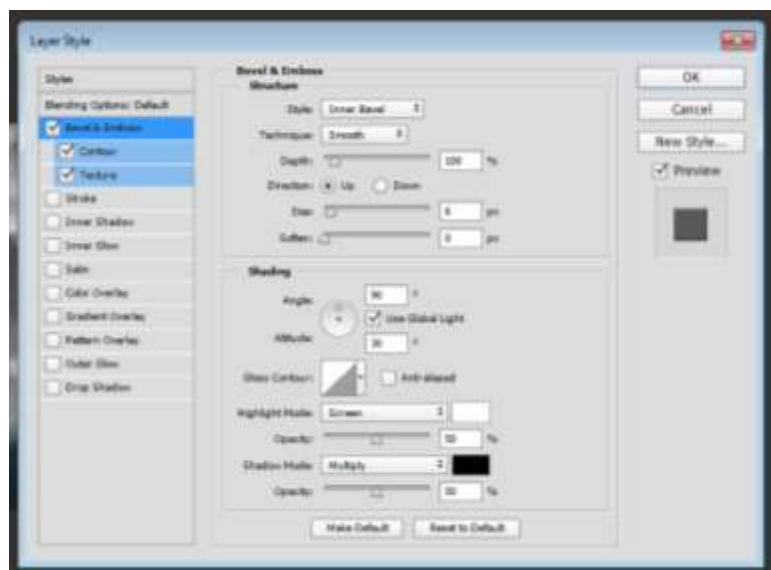 Layer Style
Styles
Blending Options: Default
Bevel & Emboss
Contour
Texture
Stroke
Inner Shadow
Inner Glow
Satin
Color Overlay
Gradient Overlay
Pattern Overlay
Outer Glow
Drop Shadow
Bevel & Emboss
Structure
Style: Inner Bevel
Technique: Smooth
Depth: 100 %
Direction: Up Down
Size: px
Soften: 0 px
Shading
Angle: 90 °
Use Global Light
Altitude: 30 °
Gloss Contour: Anti-aliased
Highlight Mode: Screen
Opacity: 50 %
Shadow Mode: Multiply
Opacity: 50 %
Make Default Reset to Default
OK
Cancel
New Style...
Preview